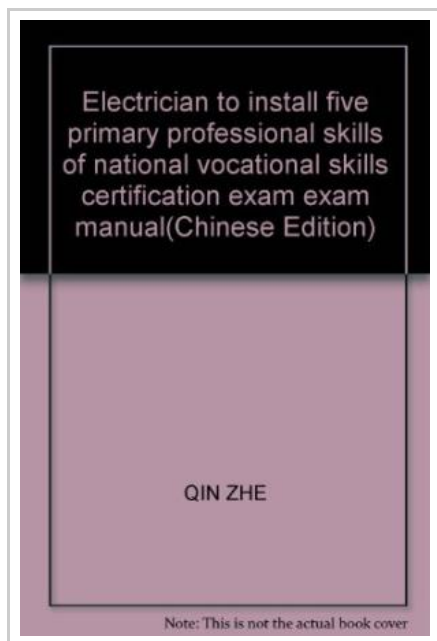 Electrician to install five
primary professional skills
of national vocational skills
certification exam exam
manual(Chinese Edition)
QIN ZHE
Note: This is not the actual book cover